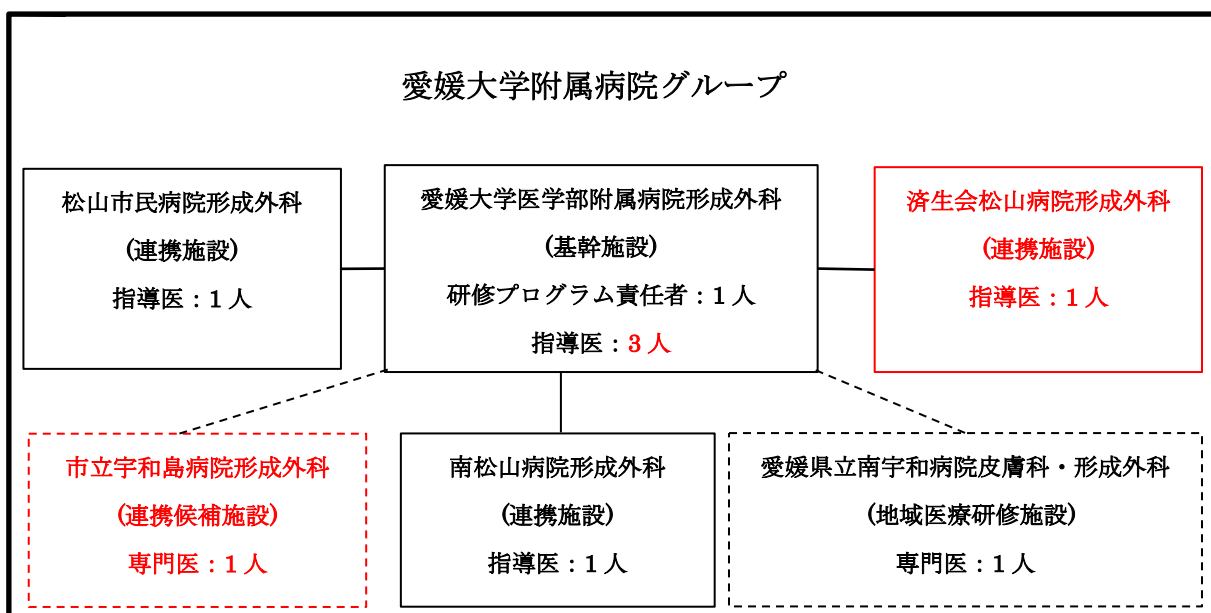 愛媛大学附属病院グループ
松山市民病院形成外科
(連携施設)
指導医：1 人
愛媛大学医学部附属病院形成外科
(基幹施設)
研修プログラム責任者：1 人
指導医：3 人
済生会松山病院形成外科
(連携施設)
指導医：1 人
市立宇和島病院形成外科
(連携候補施設)
専門医：1 人
南松山病院形成外科
(連携施設)
指導医：1 人
愛媛県立南宇和病院皮膚科・形成外科
(地域医療研修施設)
専門医：1 人